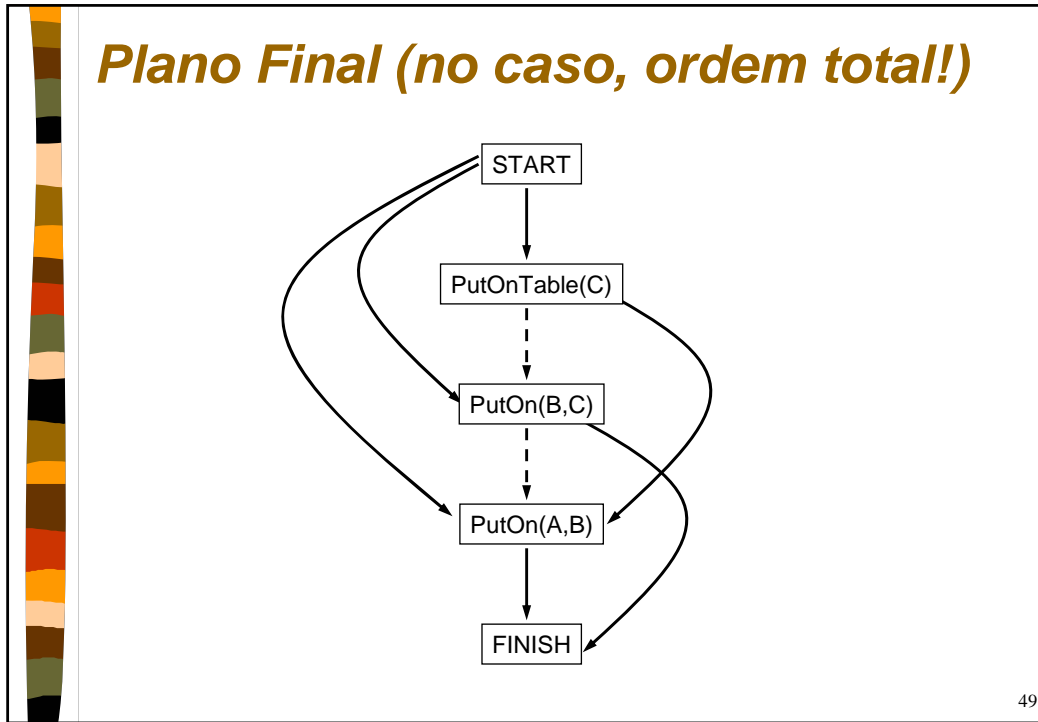 Plano Final (no caso, ordem total!)
START
PutOnTable(C)
PutOn(B,C)
PutOn(A,B)
FINISH
49